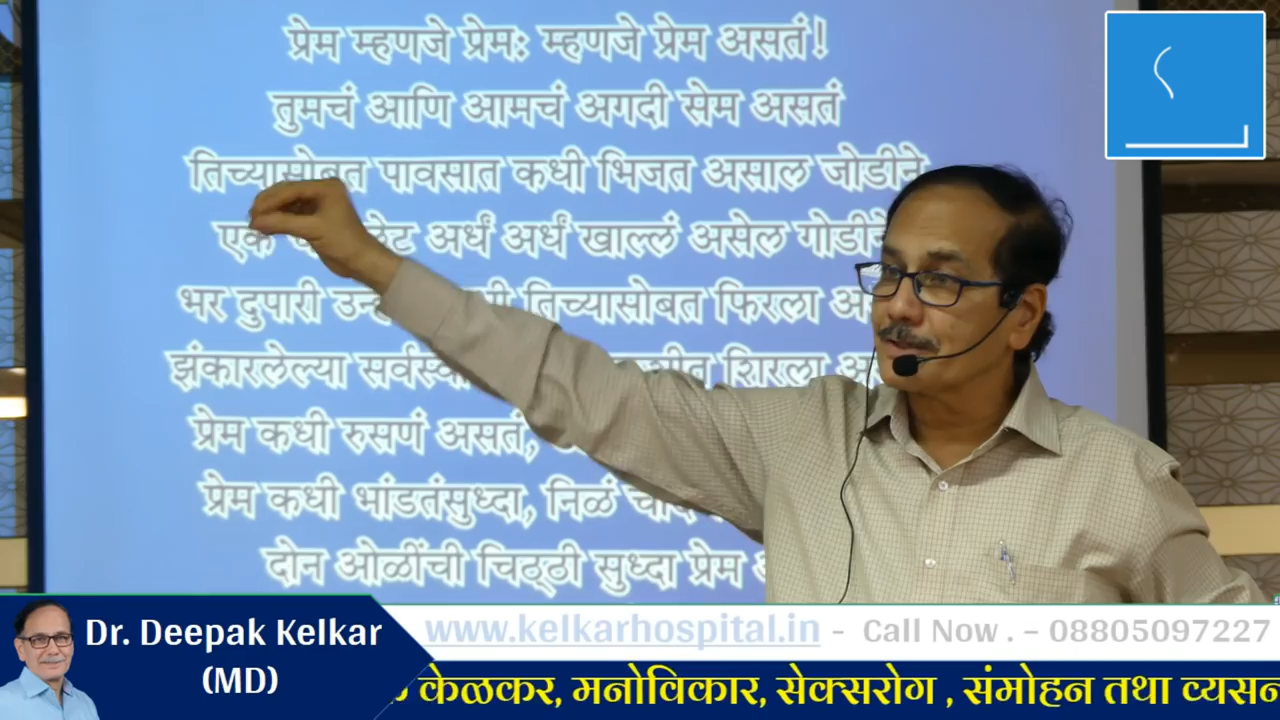 प्रेम म्हणजे प्रेम: म्हणजे प्रेम असतं!
तुमचं आणि आमचं अगदी सेम असतं
तिच्यासोबत पावसात कधी भिजत असाल जोडीने
एक अर्धं अर्धं खाल्लं असेल गोडीने
भर दुपारी तिच्यासोबत फिरला
झंकारलेल्या शिरला
प्रेम कधी रुसणं असतं,
प्रेम कधी भांडतंसुध्दा, निळं
दोन ओळींची चिठ्ठी सुध्दा प्रेम
Dr. Deepak Kelkar
(MD)
www.kelkarhospital.in - Call Now . – 08805097227
केळकर, मनोविकार, सेक्सरोग , संमोहन तथा व्यसन